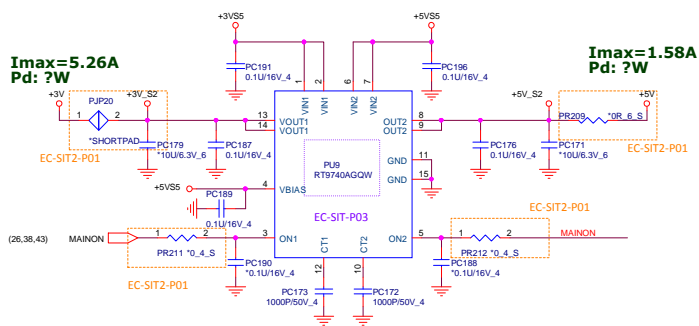 +3VS5
+5VS5
Imax=5.26A
Pd: ?W
Imax=1.58A
Pd: ?W
PC191
0.1U/16V_4
PC196
0.1U/16V_4
1
2
6
7
VIN1
VIN1
VIN2
VIN2
+3V
PJP20
+3V_S2
1
2
*SHORTPAD
EC-SIT2-P01
PC179
*10U/6.3V_6
PC187
0.1U/16V_4
13
14
VOUT1
VOUT1
OUT2
OUT2
8
9
+5V_S2
PR209
*0R_6_S
+5V
EC-SIT2-P01
PC176
0.1U/16V_4
PC171
*10U/6.3V_6
PU9
RT9740AGQW
EC-SIT-P03
GND
11
GND
15
+5VS5
4
VBIAS
PC189
0.1U/16V_4
EC-SIT2-P01
(26,38,43)
MAINON
1
2
PR211
*0_4_S
EC-SIT2-P01
PC190
*0.1U/16V_4
3
ON1
CT1
CT2
ON2
5
12
10
1
2
PR212
*0_4_S
MAINON
PC188
*0.1U/16V_4
PC173
1000P/50V_4
PC172
1000P/50V_4